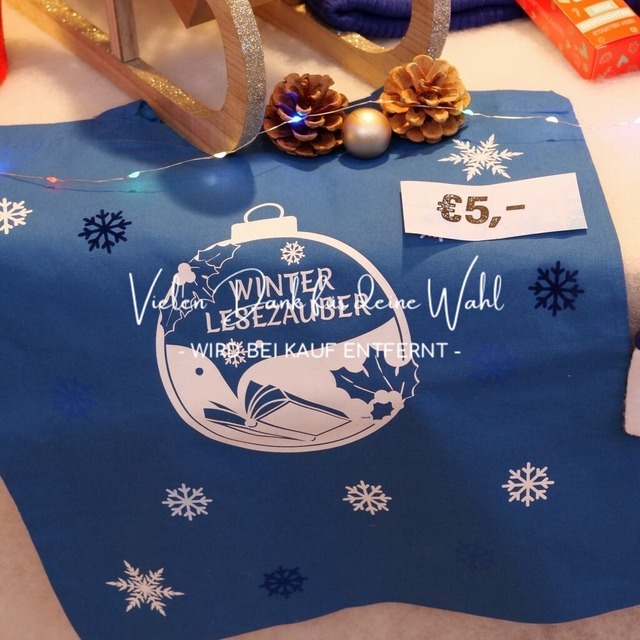 €5,-
WINTER
LESEZAUBER
Vielen Dank für deine Wahl
- WIRD BEI KAUF ENTFERNT -